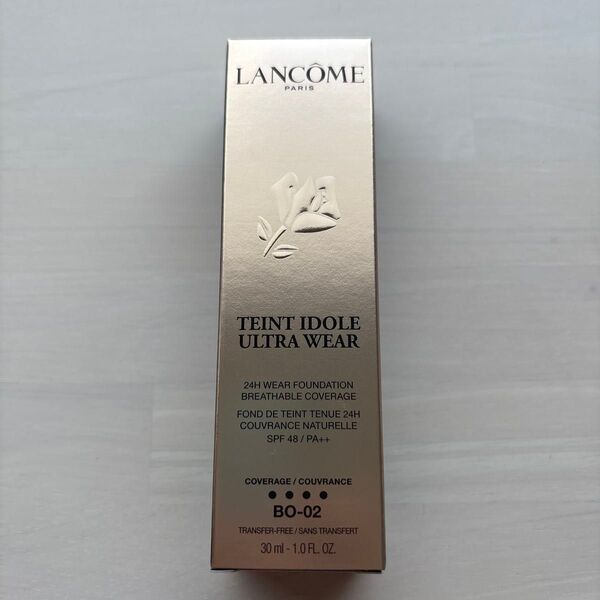 LANCÔME
PARIS
TEINT IDOLE
ULTRA WEAR
24H WEAR FOUNDATION
BREATHABLE COVERAGE
FOND DE TEINT TENUE 24H
COUVRANCE NATURELLE
SPF 48 / PA++
COVERAGE / COUVRANCE
BO-02
TRANSFER-FREE / SANS TRANSFERT
30 ml - 1.0 FL. OZ.